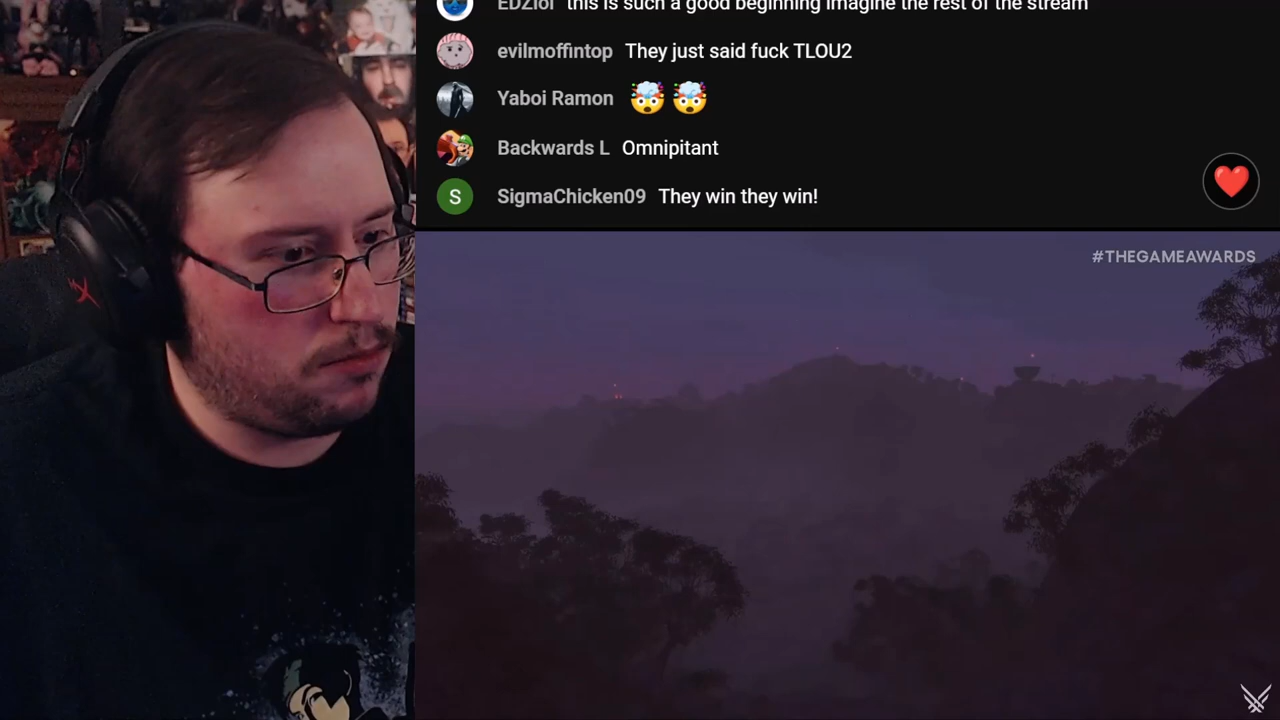 EDZlol this is such a good beginning imagine the rest of the stream
evilmoffintop They just said fuck TLOU2
Yaboi Ramon 🤯 🤯
Backwards L Omnipitant
S SigmaChicken09 They win they win!
#THEGAMEAWARDS